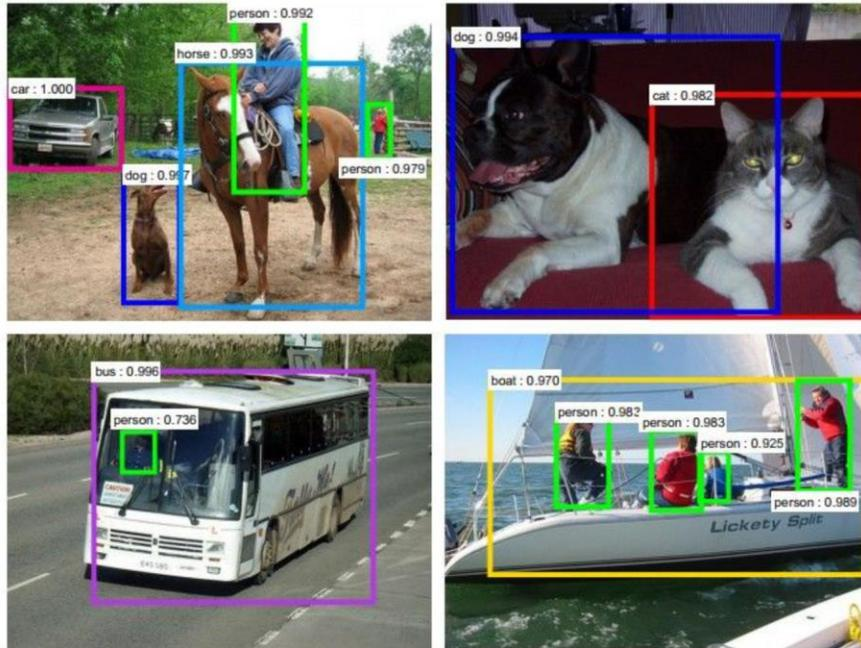 person : 0.992
horse : 0.993
car : 1.000
person : 0.979
dog : 0.997
dog : 0.994
cat : 0.982
bus : 0.996
person : 0.736
CAUTION
boat : 0.970
person : 0.983
person : 0.983
person : 0.925
person : 0.989
Lickety Split